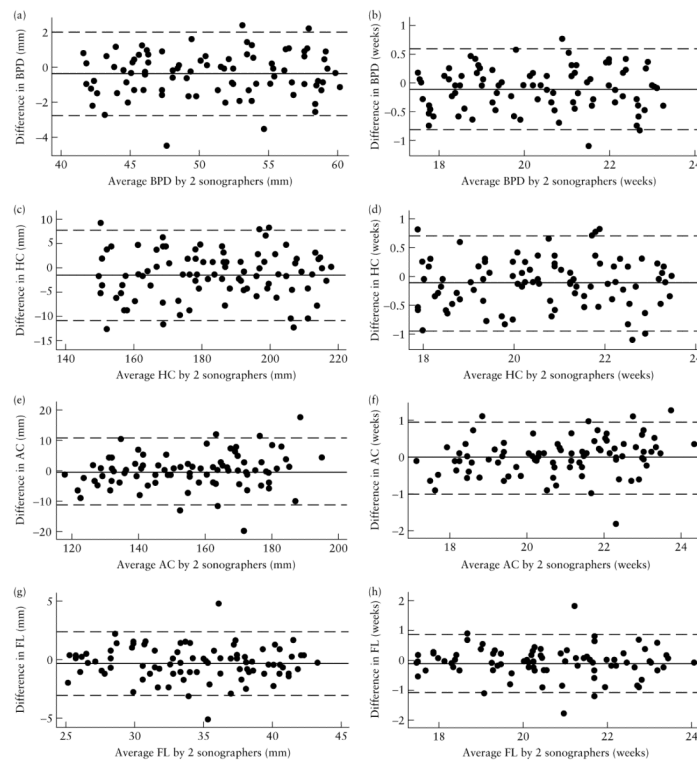 (a)
Difference in BPD (mm)
2
0
−2
−4
40 45 50 55 60
Average BPD by 2 sonographers (mm)
(b)
Difference in BPD (weeks)
1
0.5
0
−0.5
−1
18 20 22 24
Average BPD by 2 sonographers (weeks)
(c)
Difference in HC (mm)
10
5
0
−5
−10
−15
140 160 180 200 220
Average HC by 2 sonographers (mm)
(d)
Difference in HC (weeks)
1
0.5
0
−0.5
−1
18 20 22 24
Average HC by 2 sonographers (weeks)
(e)
Difference in AC (mm)
20
10
0
−10
−20
120 140 160 180 200
Average AC by 2 sonographers (mm)
(f)
Difference in AC (weeks)
1
0
−1
−2
18 20 22 24
Average AC by 2 sonographers (weeks)
(g)
Difference in FL (mm)
5
0
−5
25 30 35 40 45
Average FL by 2 sonographers (mm)
(h)
Difference in FL (weeks)
2
1
0
−1
−2
18 20 22 24
Average FL by 2 sonographers (weeks)